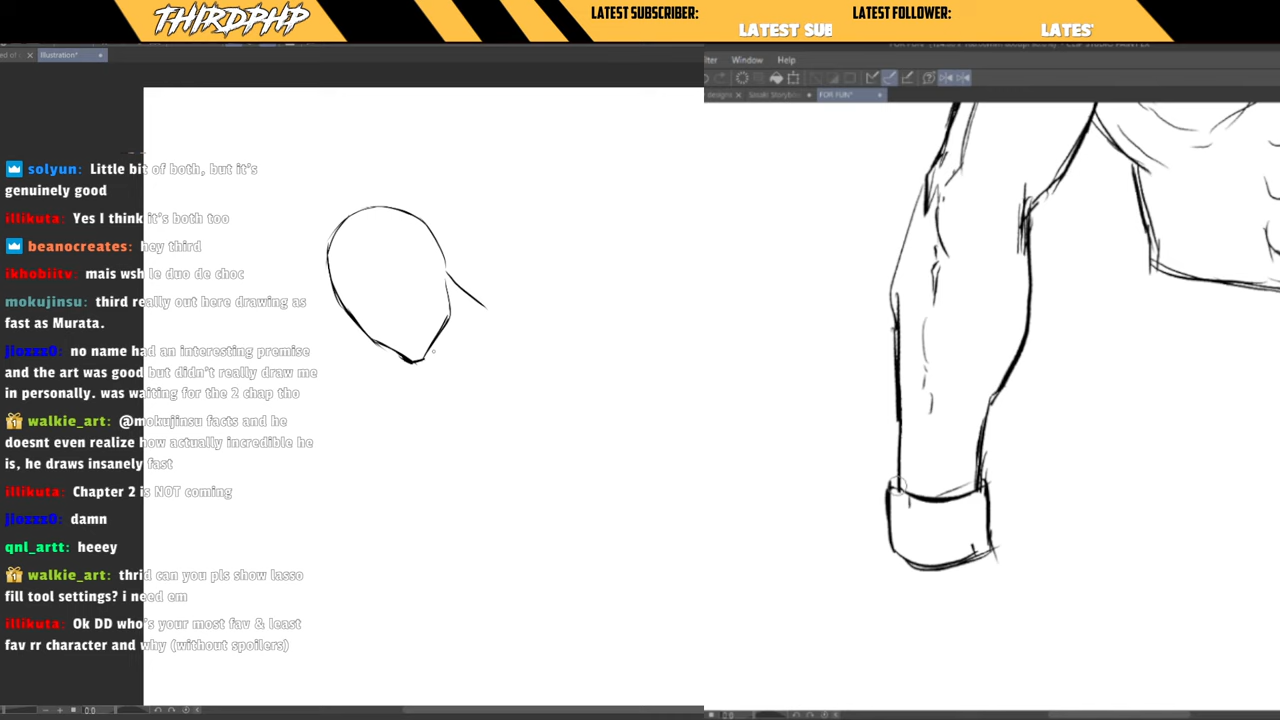 THIRDPHP
LATEST SUBSCRIBER:
LATEST SUB
LATEST FOLLOWER:
LATES
Illustration*
Window Help
FOR FUN*
solyun: Little bit of both, but it's
genuinely good
illikuta: Yes I think it's both too
beanocreates: hey third
ikhobiitv: mais wsh le duo de choc
mokujinsu: third really out here drawing as
fast as Murata.
no name had an interesting premise
and the art was good but didn't really draw me
in personally. was waiting for the 2 chap tho
walkie_art: @mokujinsu facts and he
doesnt even realize how actually incredible he
is, he draws insanely fast
illikuta: Chapter 2 is NOT coming
damn
qnl_artt: heeey
walkie_art: thrid can you pls show lasso
fill tool settings? i need em
illikuta: Ok DD who's your most fav & least
fav rr character and why (without spoilers)